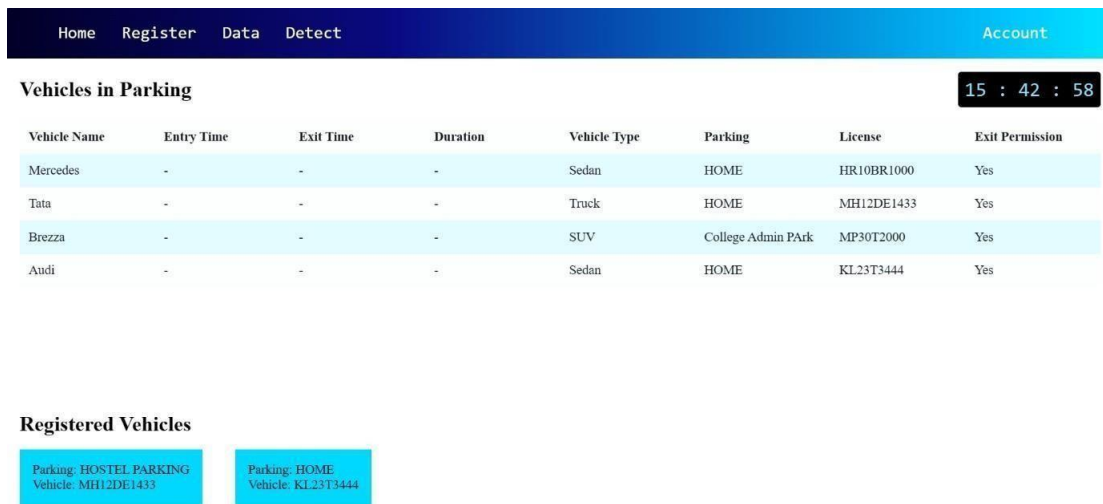 Home Register Data Detect Account
Vehicles in Parking 15 : 42 : 58
Vehicle Name Entry Time Exit Time Duration Vehicle Type Parking License Exit Permission
Mercedes - - - Sedan HOME HR10BR1000 Yes
Tata - - - Truck HOME MH12DE1433 Yes
Brezza - - - SUV College Admin PArk MP30T2000 Yes
Audi - - - Sedan HOME KL23T3444 Yes
Registered Vehicles
Parking: HOSTEL PARKING Parking: HOME
Vehicle: MH12DE1433 Vehicle: KL23T3444